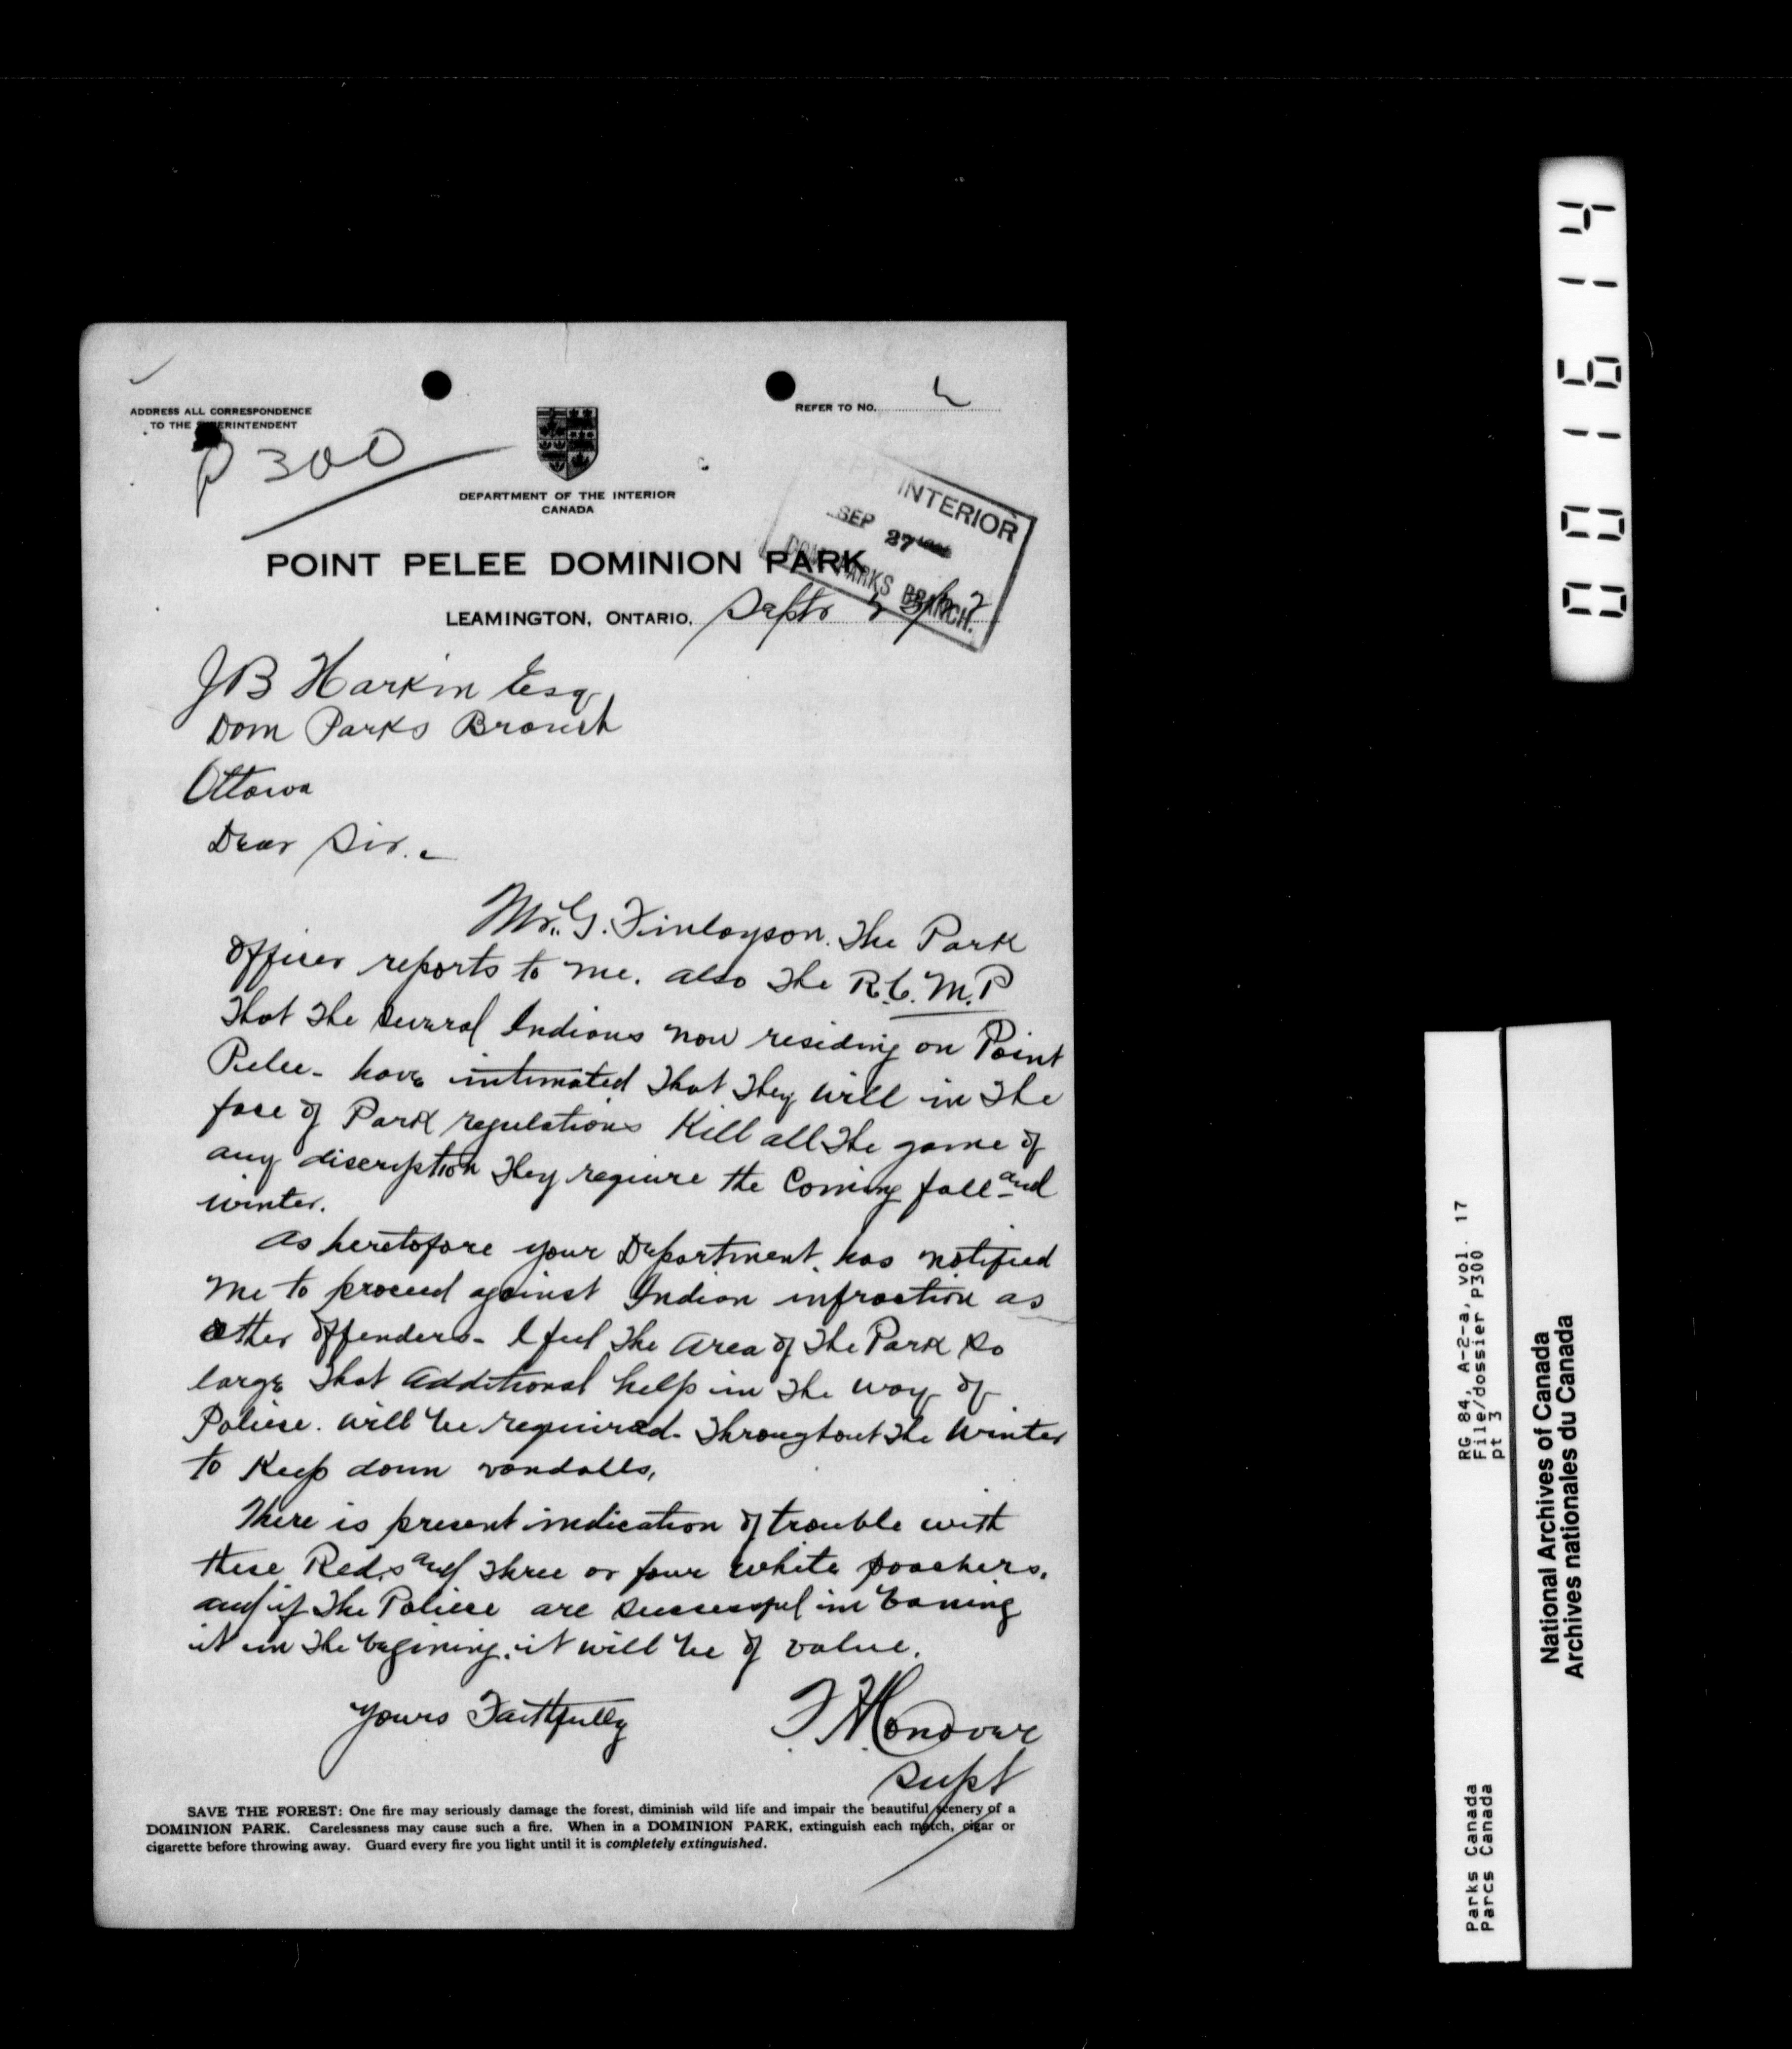 ADDRESS ALL CORRESPONDENCE
TO THE SUPERINTENDENT
REFER TO NO.
P 300
DEPARTMENT OF THE INTERIOR
CANADA
INTERIOR
SEP 27
DOM. PARKS BRANCH.
POINT PELEE DOMINION PARK
LEAMINGTON, ONTARIO, Septr
JB Harkin Esq
Dom Parks Branch
Ottawa
Dear Sir.-
Mr. G. Finlayson. The Park
Officer reports to me. also The R.C.M.P
That The several Indians now residing on Point
Pelee- have intimated That They will in The
face of Park regulations Kill all The game of
any discription They require the Coming fall and
winter.
As heretofore your Department. has notified
me to proceed against Indian infraction as
other offenders- I feel The Area of The Park so
large That Additional help in The way of
Poliese. will be required. Throughout The Winter
to Keep down vandalls.
There is present indication of trouble with
these Reds and Three or four white poachers.
and if The Poliece are successful in
it in The begining. it will be of value.
Yours Faithfully
F.H. Conover
Supt
SAVE THE FOREST: One fire may seriously damage the forest, diminish wild life and impair the beautiful scenery of a
DOMINION PARK. Carelessness may cause such a fire. When in a DOMINION PARK, extinguish each match, cigar or
cigarette before throwing away. Guard every fire you light until it is completely extinguished.
001614
RG 84, A-2-a, vol. 17
File/dossier P300
pt 3
Parks Canada
Parcs Canada
National Archives of Canada
Archives nationales du Canada